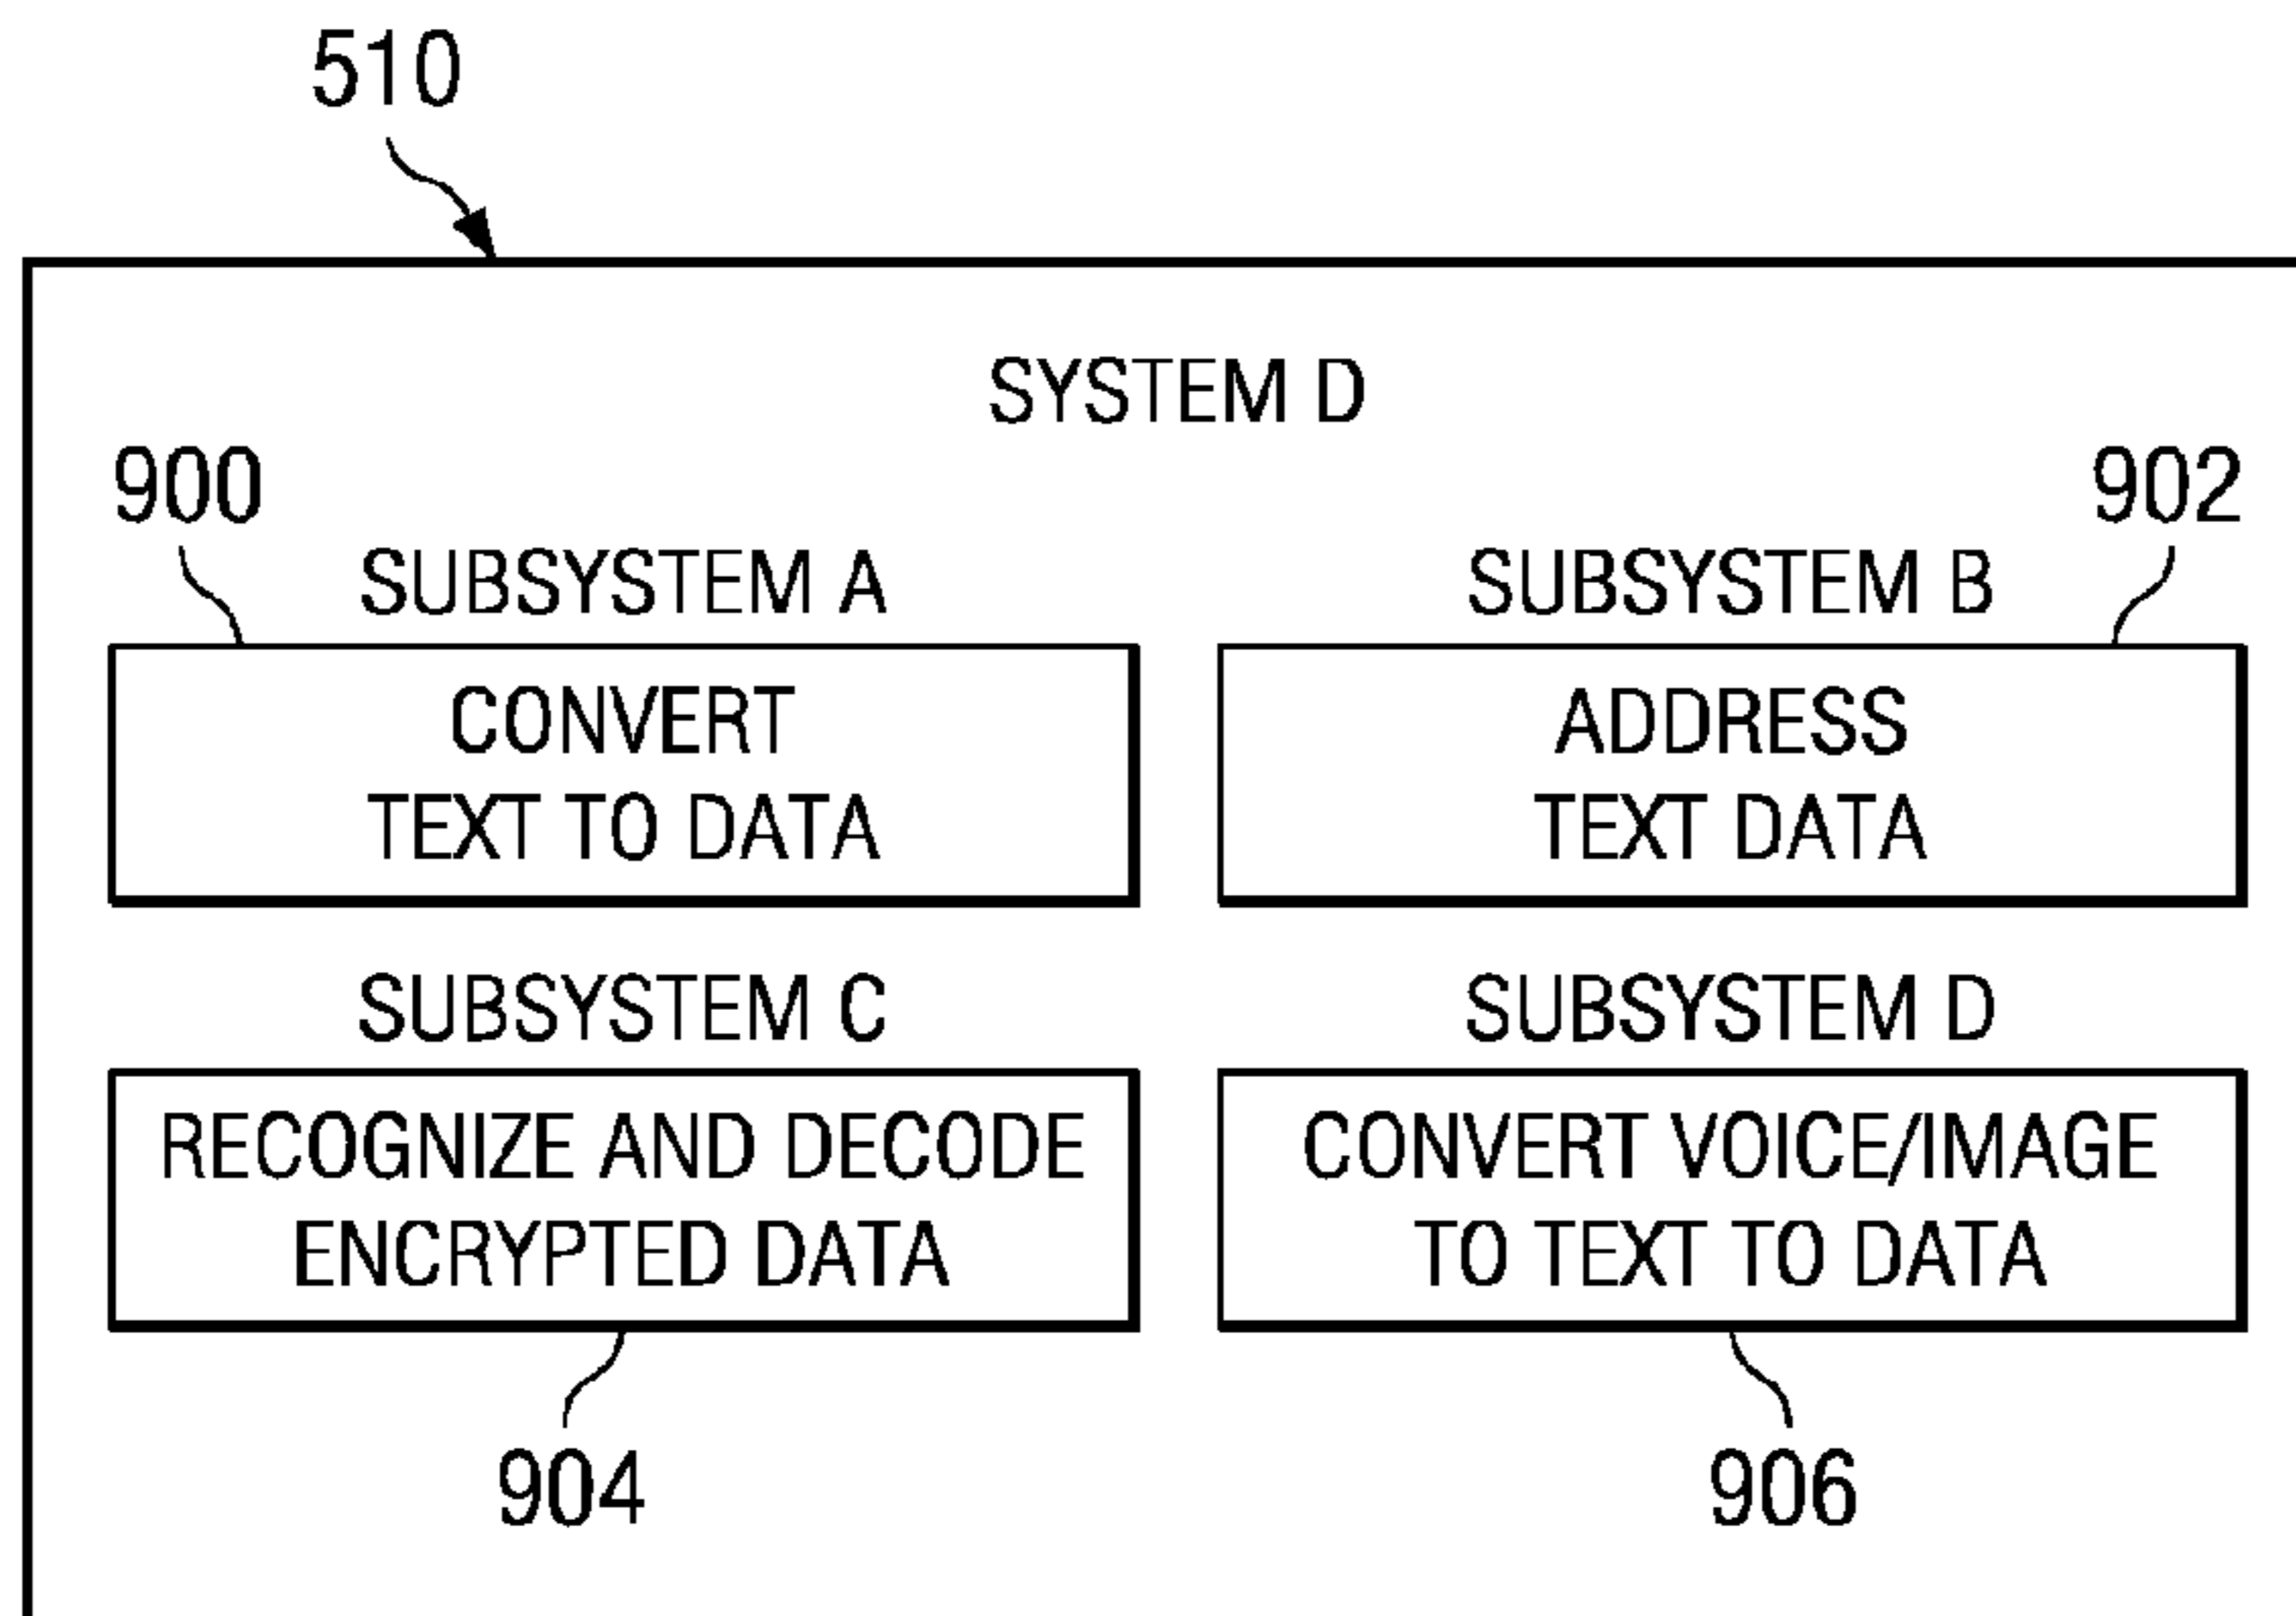 510
SYSTEM D
900
902
SUBSYSTEM A
SUBSYSTEM B
CONVERT
TEXT TO DATA
ADDRESS
TEXT DATA
SUBSYSTEM C
SUBSYSTEM D
RECOGNIZE AND DECODE
ENCRYPTED DATA
CONVERT VOICE/IMAGE
TO TEXT TO DATA
904
906